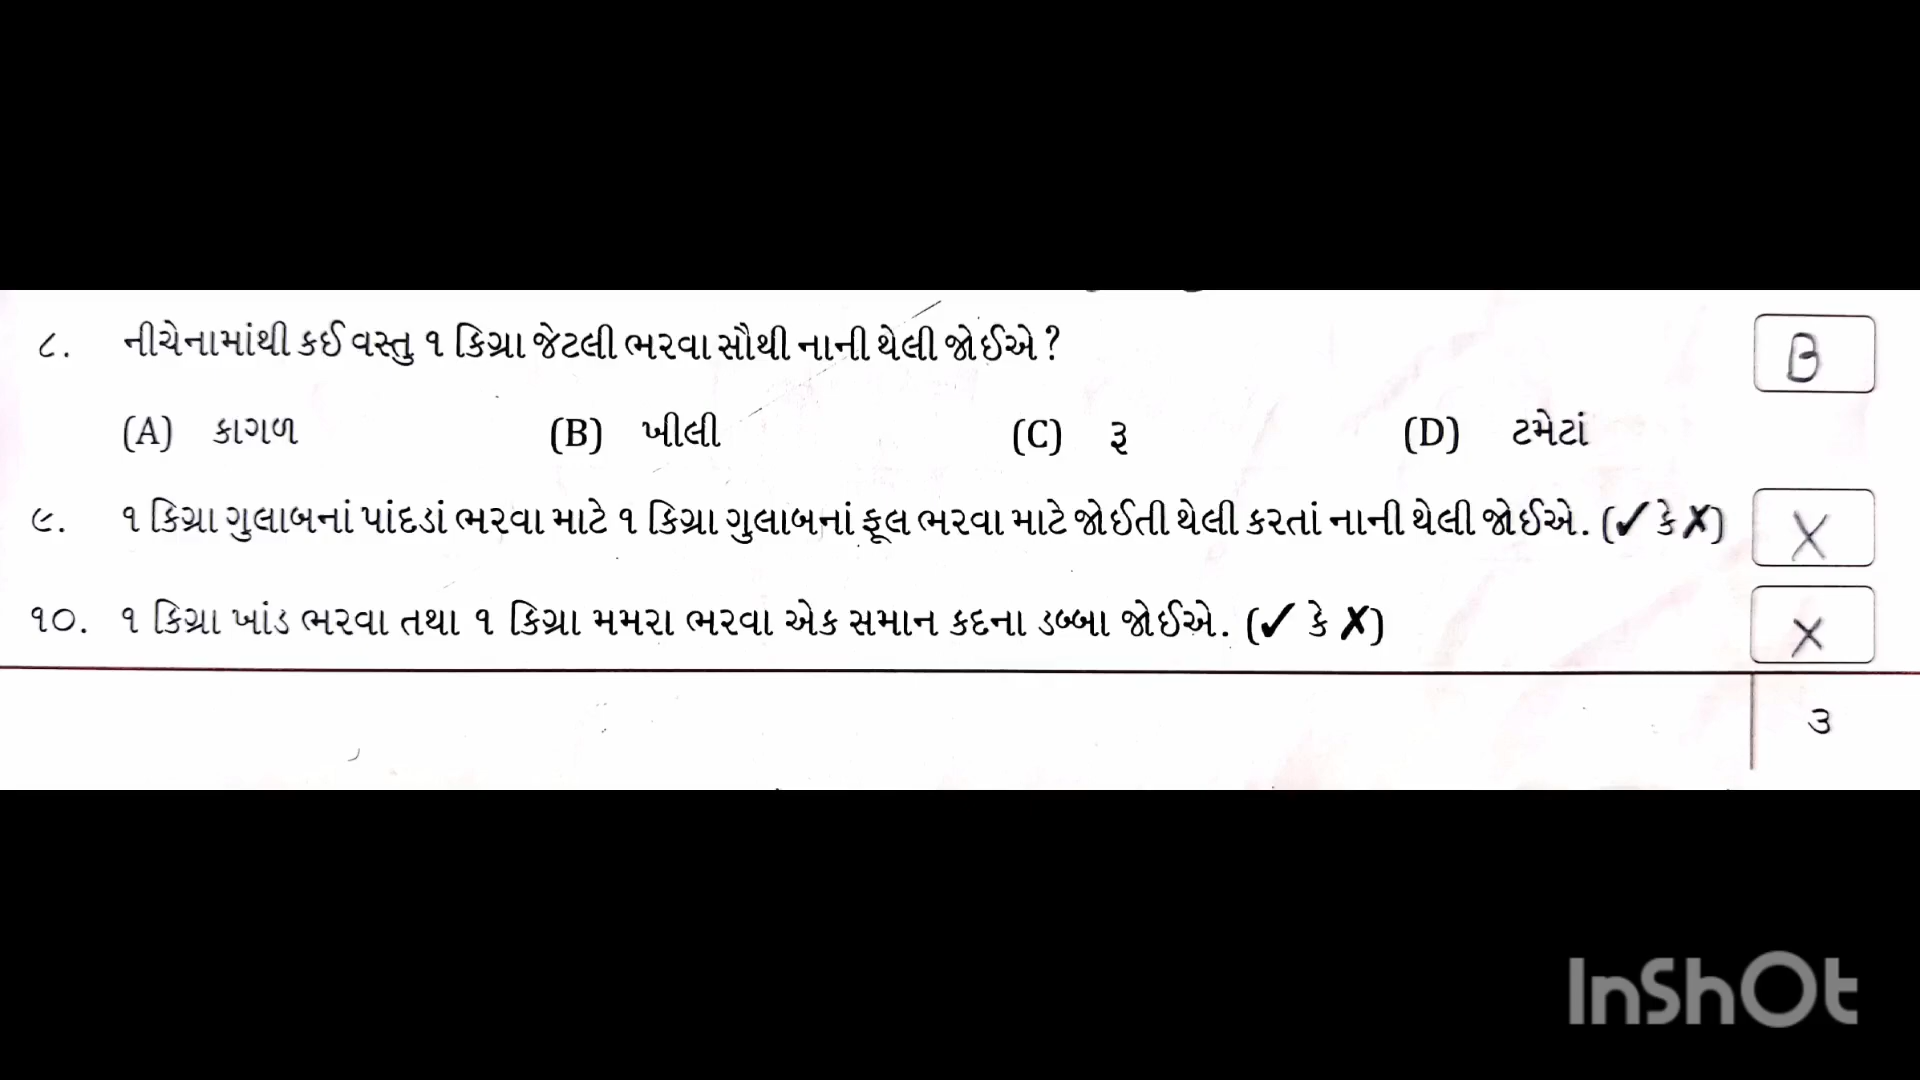 ૮. નીચેનામાંથી કઈ વસ્તુ ૧ કિગ્રા જેટલી ભરવા સૌથી નાની થેલી જોઈએ ? B
(A) કાગળ (B) ખીલી (C) રૂ (D) ટમેટાં
૯. ૧ કિગ્રા ગુલાબનાં પાંદડાં ભરવા માટે ૧ કિગ્રા ગુલાબનાં ફૂલ ભરવા માટે જોઈતી થેલી કરતાં નાની થેલી જોઈએ. (✓ કે ✗) X
૧૦. ૧ કિગ્રા ખાંડ ભરવા તથા ૧ કિગ્રા મમરા ભરવા એક સમાન કદના ડબ્બા જોઈએ. (✓ કે ✗) X
૩
InShOt